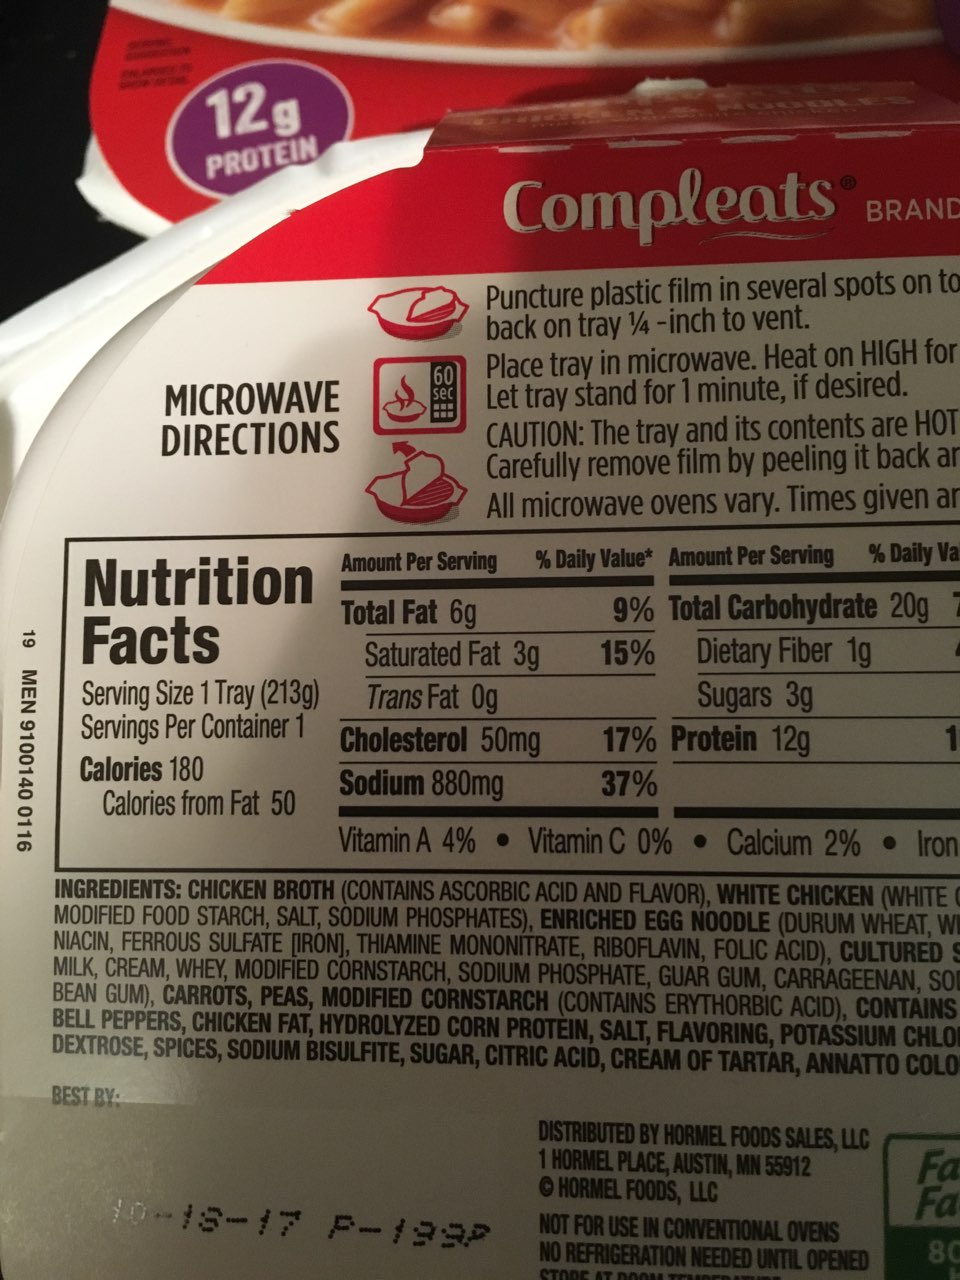 12g
PROTEIN
CHICKEN & NOODLES
Compleats® BRAND
MICROWAVE
DIRECTIONS
60
sec
Puncture plastic film in several spots on to
back on tray ¼ -inch to vent.
Place tray in microwave. Heat on HIGH for
Let tray stand for 1 minute, if desired.
CAUTION: The tray and its contents are HOT
Carefully remove film by peeling it back an
All microwave ovens vary. Times given ar
Nutrition
Facts
Serving Size 1 Tray (213g)
Servings Per Container 1
Calories 180
Calories from Fat 50
Amount Per Serving % Daily Value*
Total Fat 6g 9%
Saturated Fat 3g 15%
Trans Fat 0g
Cholesterol 50mg 17%
Sodium 880mg 37%
Amount Per Serving % Daily Va
Total Carbohydrate 20g
Dietary Fiber 1g
Sugars 3g
Protein 12g
Vitamin A 4% • Vitamin C 0% • Calcium 2% • Iron
INGREDIENTS: CHICKEN BROTH (CONTAINS ASCORBIC ACID AND FLAVOR), WHITE CHICKEN (WHITE
MODIFIED FOOD STARCH, SALT, SODIUM PHOSPHATES), ENRICHED EGG NOODLE (DURUM WHEAT,
NIACIN, FERROUS SULFATE [IRON], THIAMINE MONONITRATE, RIBOFLAVIN, FOLIC ACID), CULTURED
MILK, CREAM, WHEY, MODIFIED CORNSTARCH, SODIUM PHOSPHATE, GUAR GUM, CARRAGEENAN,
BEAN GUM), CARROTS, PEAS, MODIFIED CORNSTARCH (CONTAINS ERYTHORBIC ACID), CONTAINS
BELL PEPPERS, CHICKEN FAT, HYDROLYZED CORN PROTEIN, SALT, FLAVORING, POTASSIUM CHLO
DEXTROSE, SPICES, SODIUM BISULFITE, SUGAR, CITRIC ACID, CREAM OF TARTAR, ANNATTO COLO
19 MEN 9100140 0116
BEST BY:
DISTRIBUTED BY HORMEL FOODS SALES, LLC
1 HORMEL PLACE, AUSTIN, MN 55912
© HORMEL FOODS, LLC
NOT FOR USE IN CONVENTIONAL OVENS
NO REFRIGERATION NEEDED UNTIL OPENED
STORE AT ROOM TEMPERATURE
Fa
Fa
80